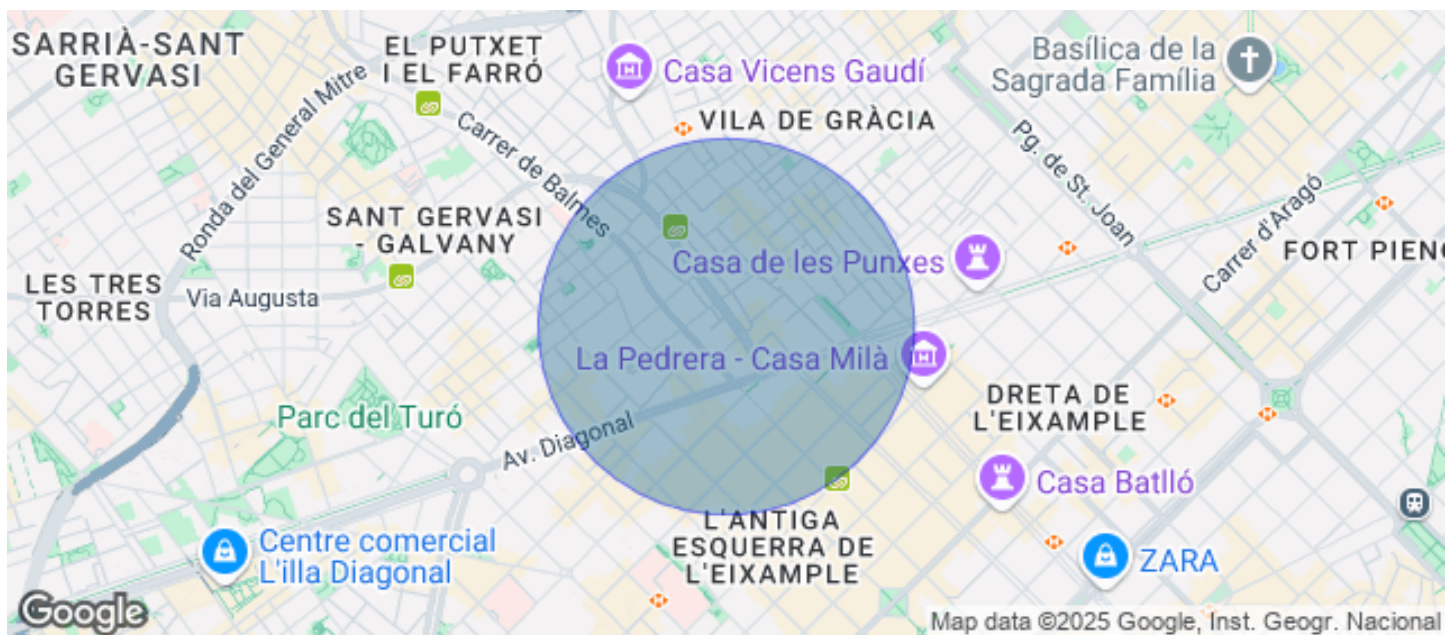 SARRIÀ-SANT
GERVASI
EL PUTXET
I EL FARRÓ
Casa Vicens Gaudí
Basílica de la
Sagrada Família
VILA DE GRÀCIA
Ronda del General Mitre
Carrer de Balmes
Pg. de St. Joan
Carrer d'Aragó
SANT GERVASI
- GALVANY
Casa de les Punxes
FORT PIENC
LES TRES
TORRES
Via Augusta
La Pedrera - Casa Milà
DRETA DE
L'EIXAMPLE
Parc del Turó
Av. Diagonal
Casa Batlló
L'ANTIGA
ESQUERRA DE
L'EIXAMPLE
Centre comercial
L'illa Diagonal
ZARA
Google
Map data ©2025 Google, Inst. Geogr. Nacional